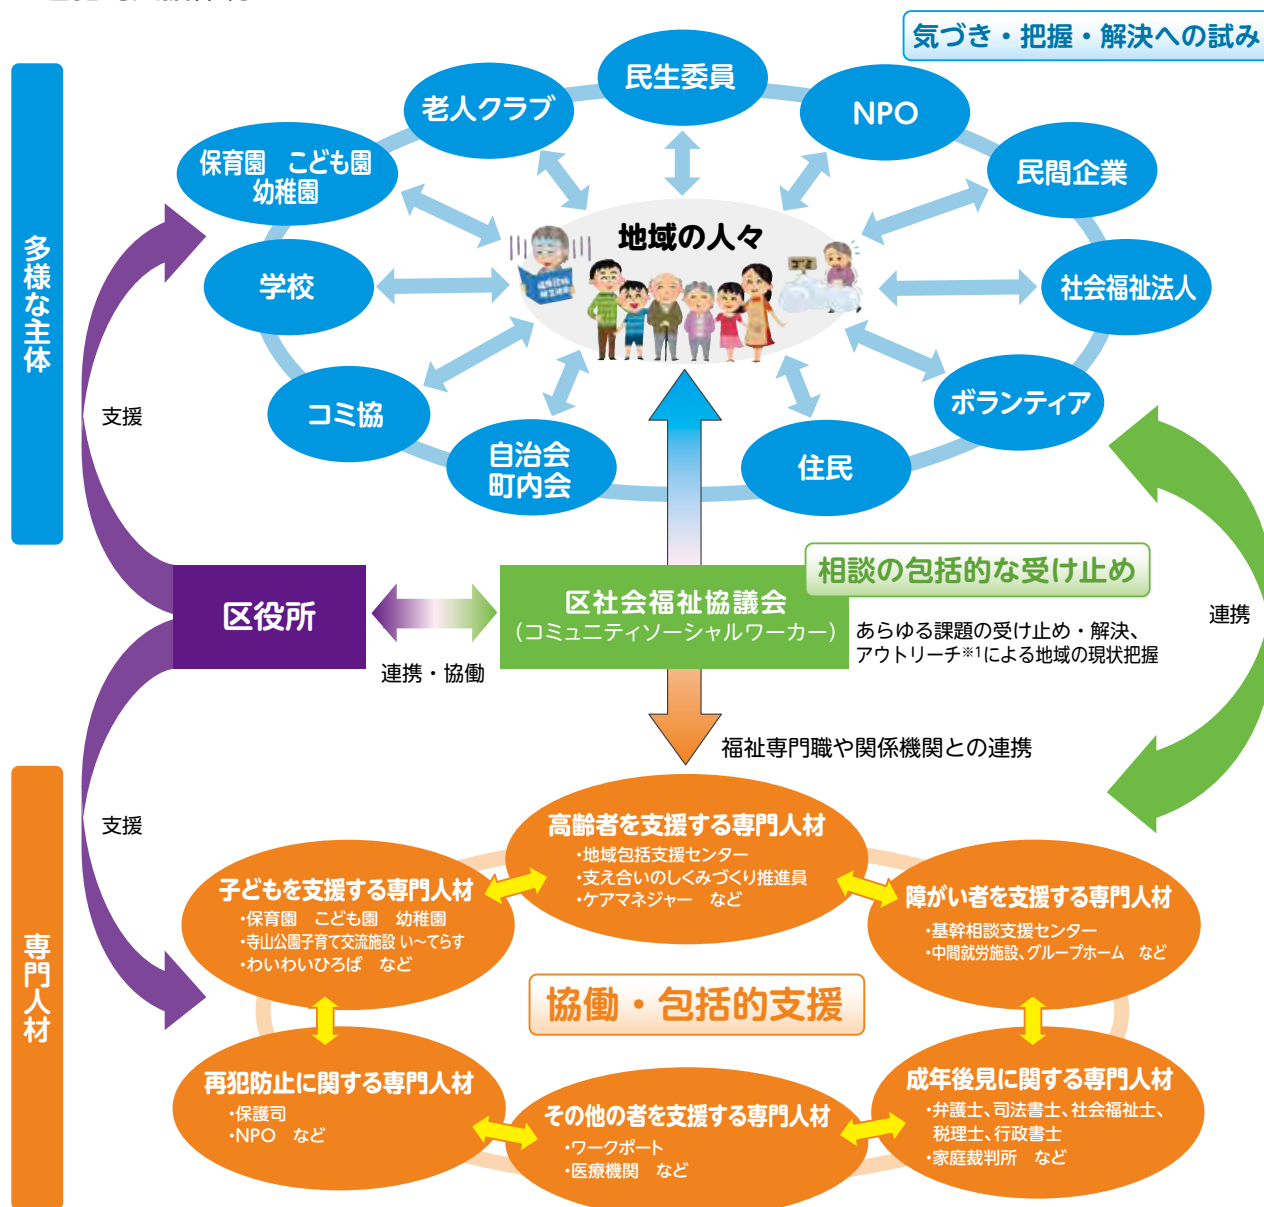 気づき・把握・解決への試み
多様な主体
民生委員
老人クラブ
NPO
保育園　こども園
幼稚園
民間企業
地域の人々
学校
社会福祉法人
コミ協
ボランティア
自治会
町内会
住民
支援
相談の包括的な受け止め
区役所
連携・協働
区社会福祉協議会
(コミュニティソーシャルワーカー)
あらゆる課題の受け止め・解決、
アウトリーチ※1による地域の現状把握
連携
福祉専門職や関係機関との連携
支援
専門人材
高齢者を支援する専門人材
・地域包括支援センター
・支え合いのしくみづくり推進員
・ケアマネジャー　など
子どもを支援する専門人材
・保育園　こども園　幼稚園
・寺山公園子育て交流施設 い〜てらす
・わいわいひろば　など
障がい者を支援する専門人材
・基幹相談支援センター
・中間就労施設、グループホーム　など
協働・包括的支援
再犯防止に関する専門人材
・保護司
・NPO　など
その他の者を支援する専門人材
・ワークポート
・医療機関　など
成年後見に関する専門人材
・弁護士、司法書士、社会福祉士、
税理士、行政書士
・家庭裁判所　など